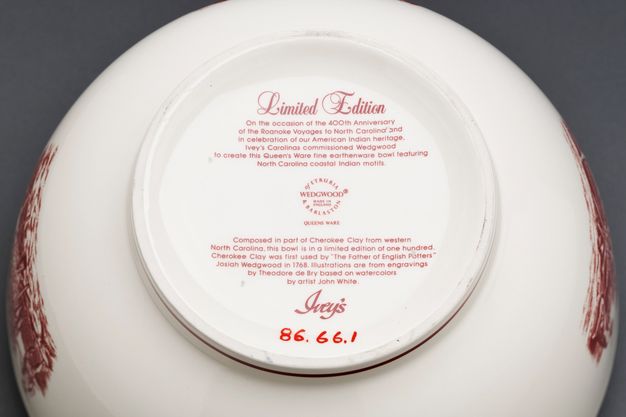 Limited Edition
On the occasion of the 400th Anniversary
of the Roanoke Voyages to North Carolina and
in celebration of our American Indian heritage,
Ivey's Carolinas commissioned Wedgwood
to create this Queen's Ware fine earthenware bowl featuring
North Carolina coastal Indian motifs.
OF ETRURIA
WEDGWOOD®
MADE IN
ENGLAND
& BARLASTON
QUEENS WARE
Composed in part of Cherokee Clay from western
North Carolina, this bowl is in a limited edition of one hundred.
Cherokee Clay was first used by "The Father of English Potters"
Josiah Wedgwood in 1768. Illustrations are from engravings
by Theodore de Bry based on watercolors
by artist John White.
Ivey's
86.66.1